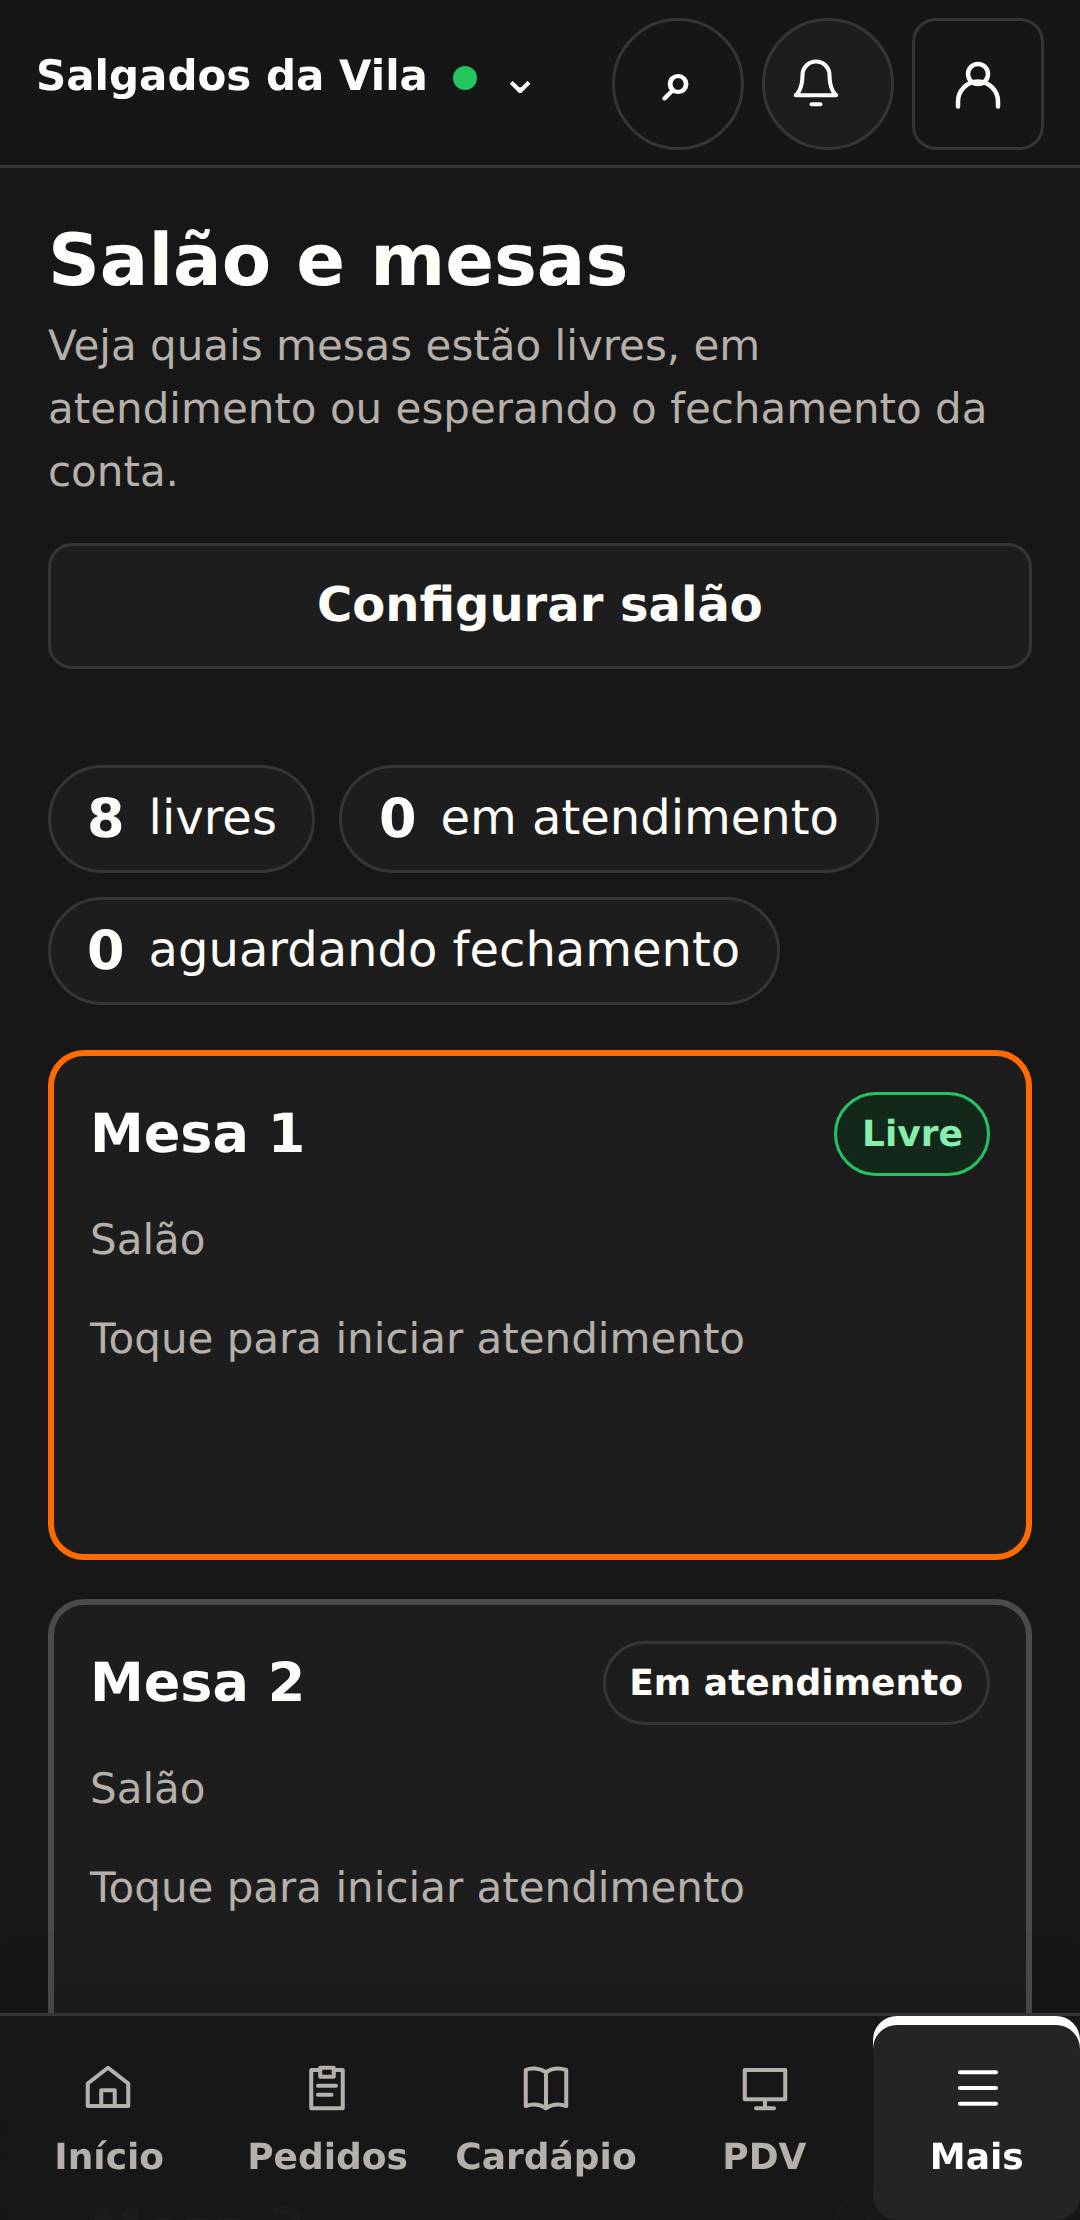 Salgados da Vila
Salão e mesas
Veja quais mesas estão livres, em
atendimento ou esperando o fechamento da
conta.
Configurar salão
8 livres
0 em atendimento
0 aguardando fechamento
Mesa 1
Livre
Salão
Toque para iniciar atendimento
Mesa 2
Em atendimento
Salão
Toque para iniciar atendimento
Início
Pedidos
Cardápio
PDV
Mais